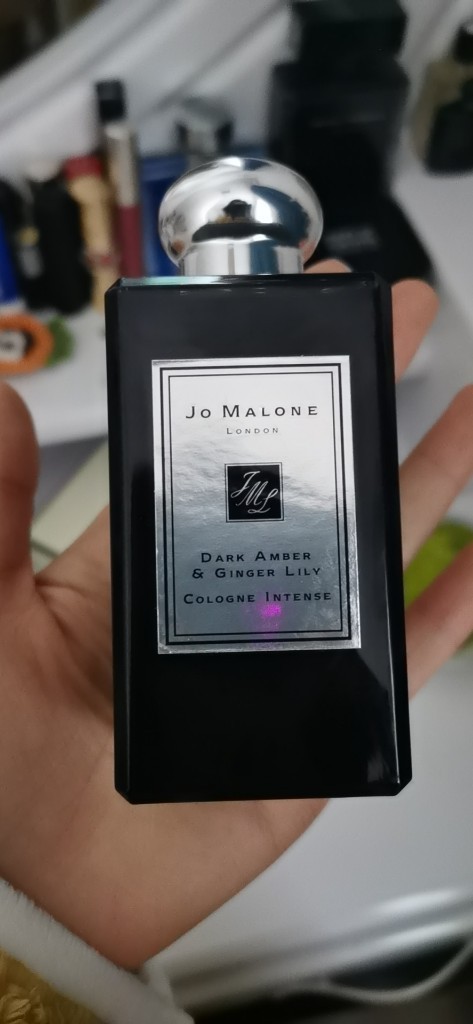 JO MALONE
LONDON
JML
DARK AMBER
& GINGER LILY
COLOGNE INTENSE